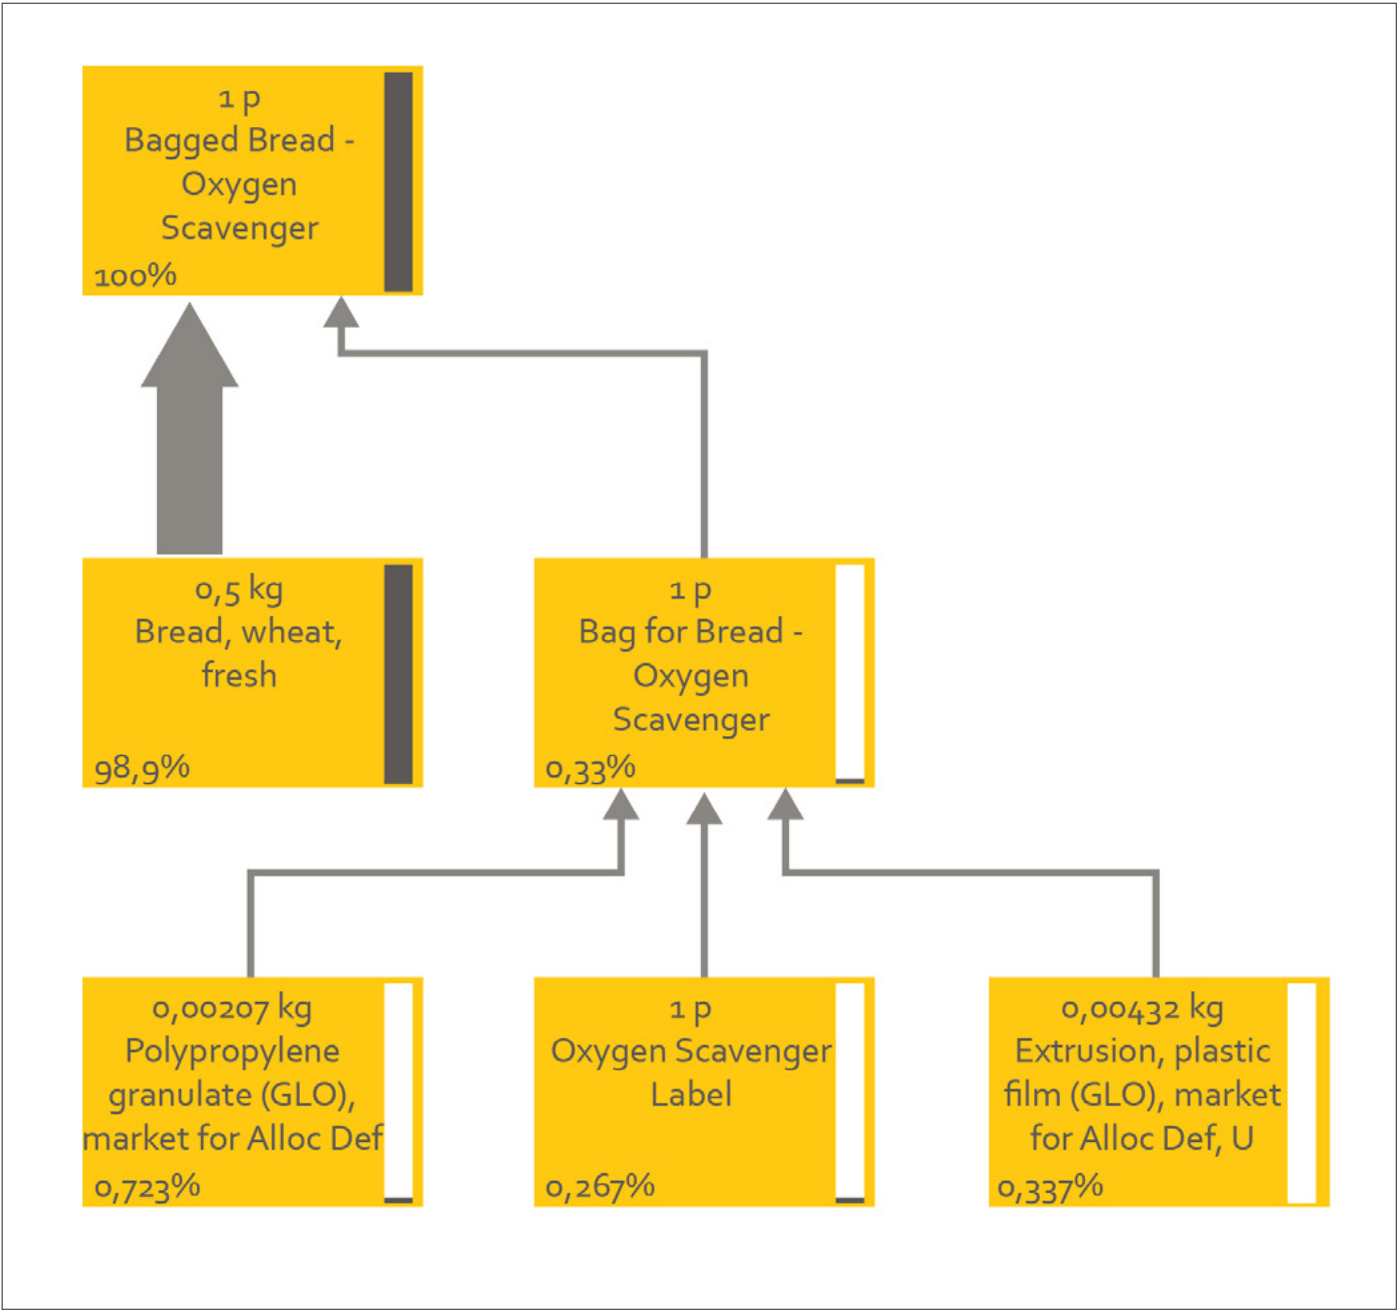 1 p
Bagged Bread -
Oxygen
Scavenger
100%
0,5 kg
Bread, wheat,
fresh
98,9%
1 p
Bag for Bread -
Oxygen
Scavenger
0,33%
0,00207 kg
Polypropylene
granulate (GLO),
market for Alloc Def
0,723%
1 p
Oxygen Scavenger
Label
0,267%
0,00432 kg
Extrusion, plastic
film (GLO), market
for Alloc Def, U
0,337%